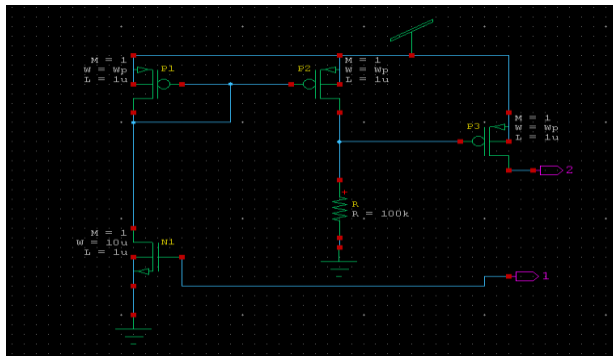 M = 1
W = Wp
L = 1u
P1
P2
M = 1
W = Wp
L = 1u
P3
M = 1
W = Wp
L = 1u
2
R
R = 100k
M = 1
W = 10u
L = 1u
N1
1